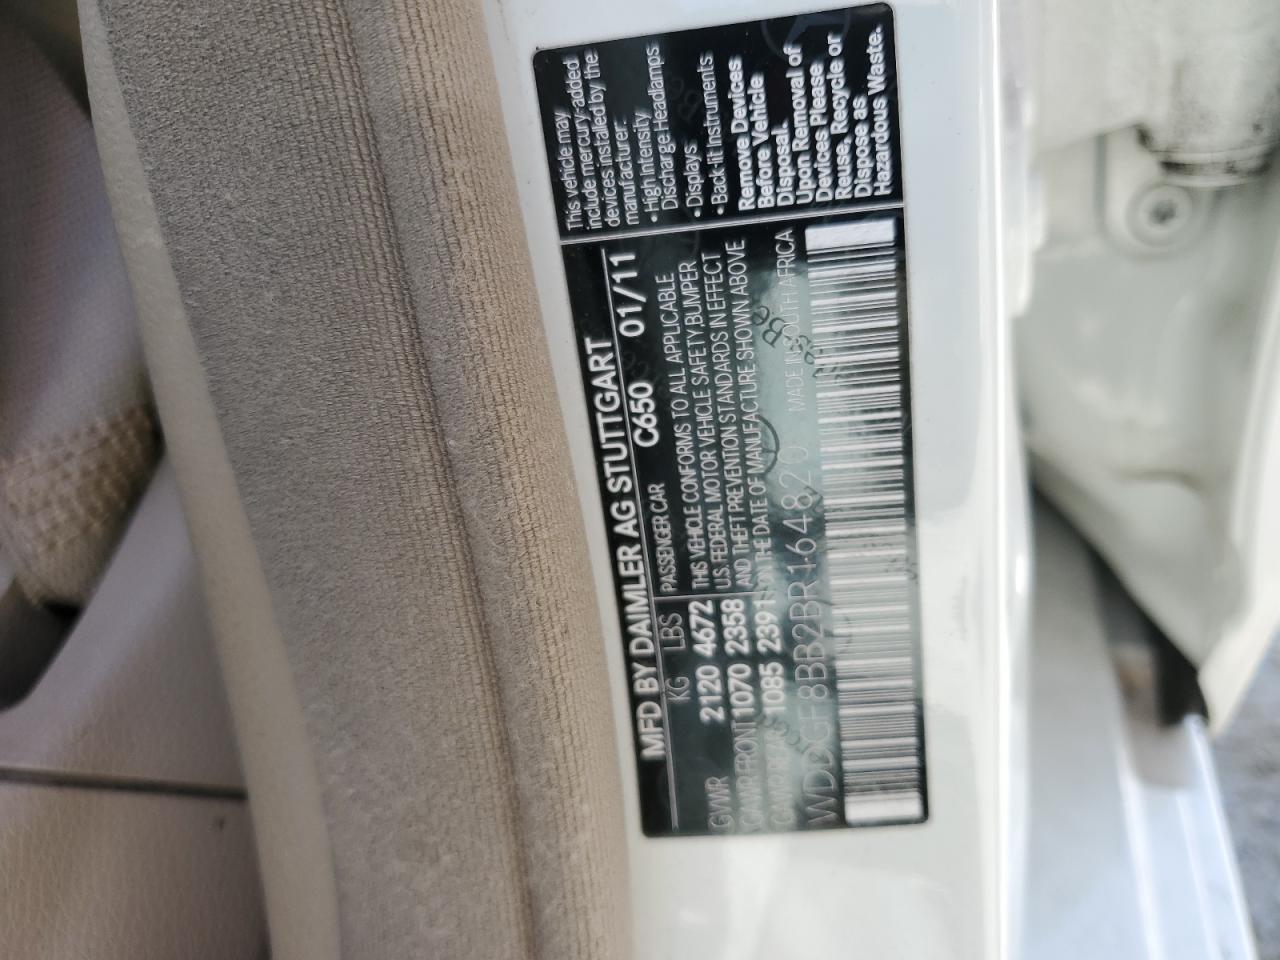 MFD BY DAIMLER AG STUTTGART
C650 01/11
KG LBS PASSENGER CAR
GVWR 2120 4672
GAWR FRONT 1070 2358
GAWR REAR 1085 2391
THIS VEHICLE CONFORMS TO ALL APPLICABLE
U.S. FEDERAL MOTOR VEHICLE SAFETY, BUMPER
AND THEFT PREVENTION STANDARDS IN EFFECT
ON THE DATE OF MANUFACTURE SHOWN ABOVE
WDDGF8BB2BR164820 MADE IN SOUTH AFRICA
This vehicle may
include mercury-added
devices installed by the
manufacturer:
• High Intensity
Discharge Headlamps
• Displays
• Back-lit Instruments
Remove Devices
Before Vehicle
Disposal.
Upon Removal of
Devices Please
Reuse, Recycle or
Dispose as
Hazardous Waste.